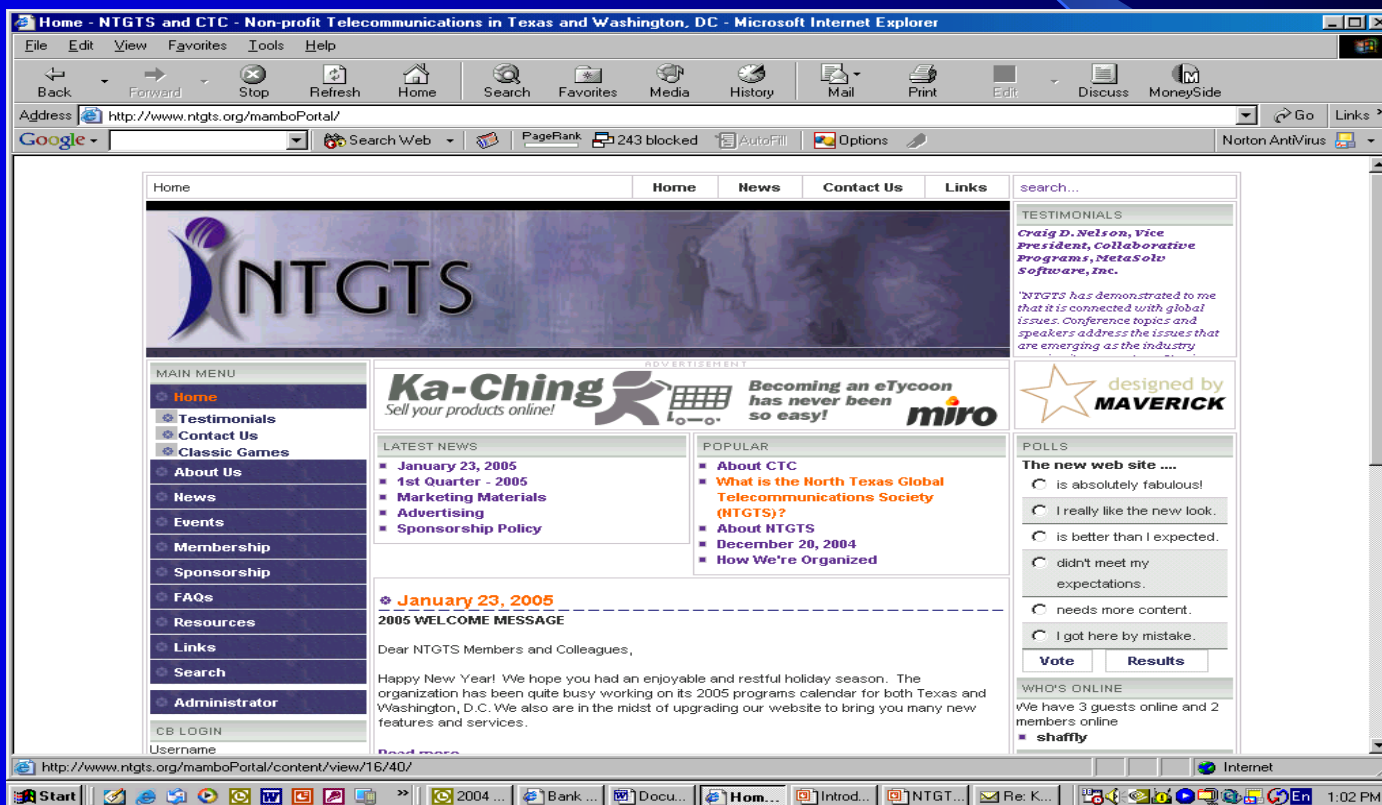 Home - NTGTS and CTC - Non-profit Telecommunications in Texas and Washington, DC - Microsoft Internet Explorer
File Edit View Favorites Tools Help
Back Forward Stop Refresh Home Search Favorites Media History Mail Print Edit Discuss MoneySide
Address http://www.ntgts.org/mamboPortal/ Go Links »
Google Search Web PageRank 243 blocked AutoFill Options Norton AntiVirus
Home Home News Contact Us Links search...
NTGTS
TESTIMONIALS
Craig D. Nelson, Vice
President, Collaborative
Programs, MetaSolv
Software, Inc.
"NTGTS has demonstrated to me
that it is connected with global
issues. Conference topics and
speakers address the issues that
are emerging as the industry
MAIN MENU
Home
Testimonials
Contact Us
Classic Games
About Us
News
Events
Membership
Sponsorship
FAQs
Resources
Links
Search
Administrator
CB LOGIN
Username
ADVERTISEMENT
Ka-Ching
Sell your products online!
Becoming an eTycoon
has never been
so easy!
miro
designed by
MAVERICK
LATEST NEWS
January 23, 2005
1st Quarter - 2005
Marketing Materials
Advertising
Sponsorship Policy
POPULAR
About CTC
What is the North Texas Global
Telecommunications Society
(NTGTS)?
About NTGTS
December 20, 2004
How We're Organized
January 23, 2005
2005 WELCOME MESSAGE
Dear NTGTS Members and Colleagues,
Happy New Year! We hope you had an enjoyable and restful holiday season. The
organization has been quite busy working on its 2005 programs calendar for both Texas and
Washington, D.C. We also are in the midst of upgrading our website to bring you many new
features and services.
Read more
POLLS
The new web site ....
is absolutely fabulous!
I really like the new look.
is better than I expected.
didn't meet my
expectations.
needs more content.
I got here by mistake.
Vote Results
WHO'S ONLINE
We have 3 guests online and 2
members online
shaffly
http://www.ntgts.org/mamboPortal/content/view/16/40/ Internet
Start » 2004 ... Bank ... Docu... Hom... Introd... NTGT... Re: K... En 1:02 PM